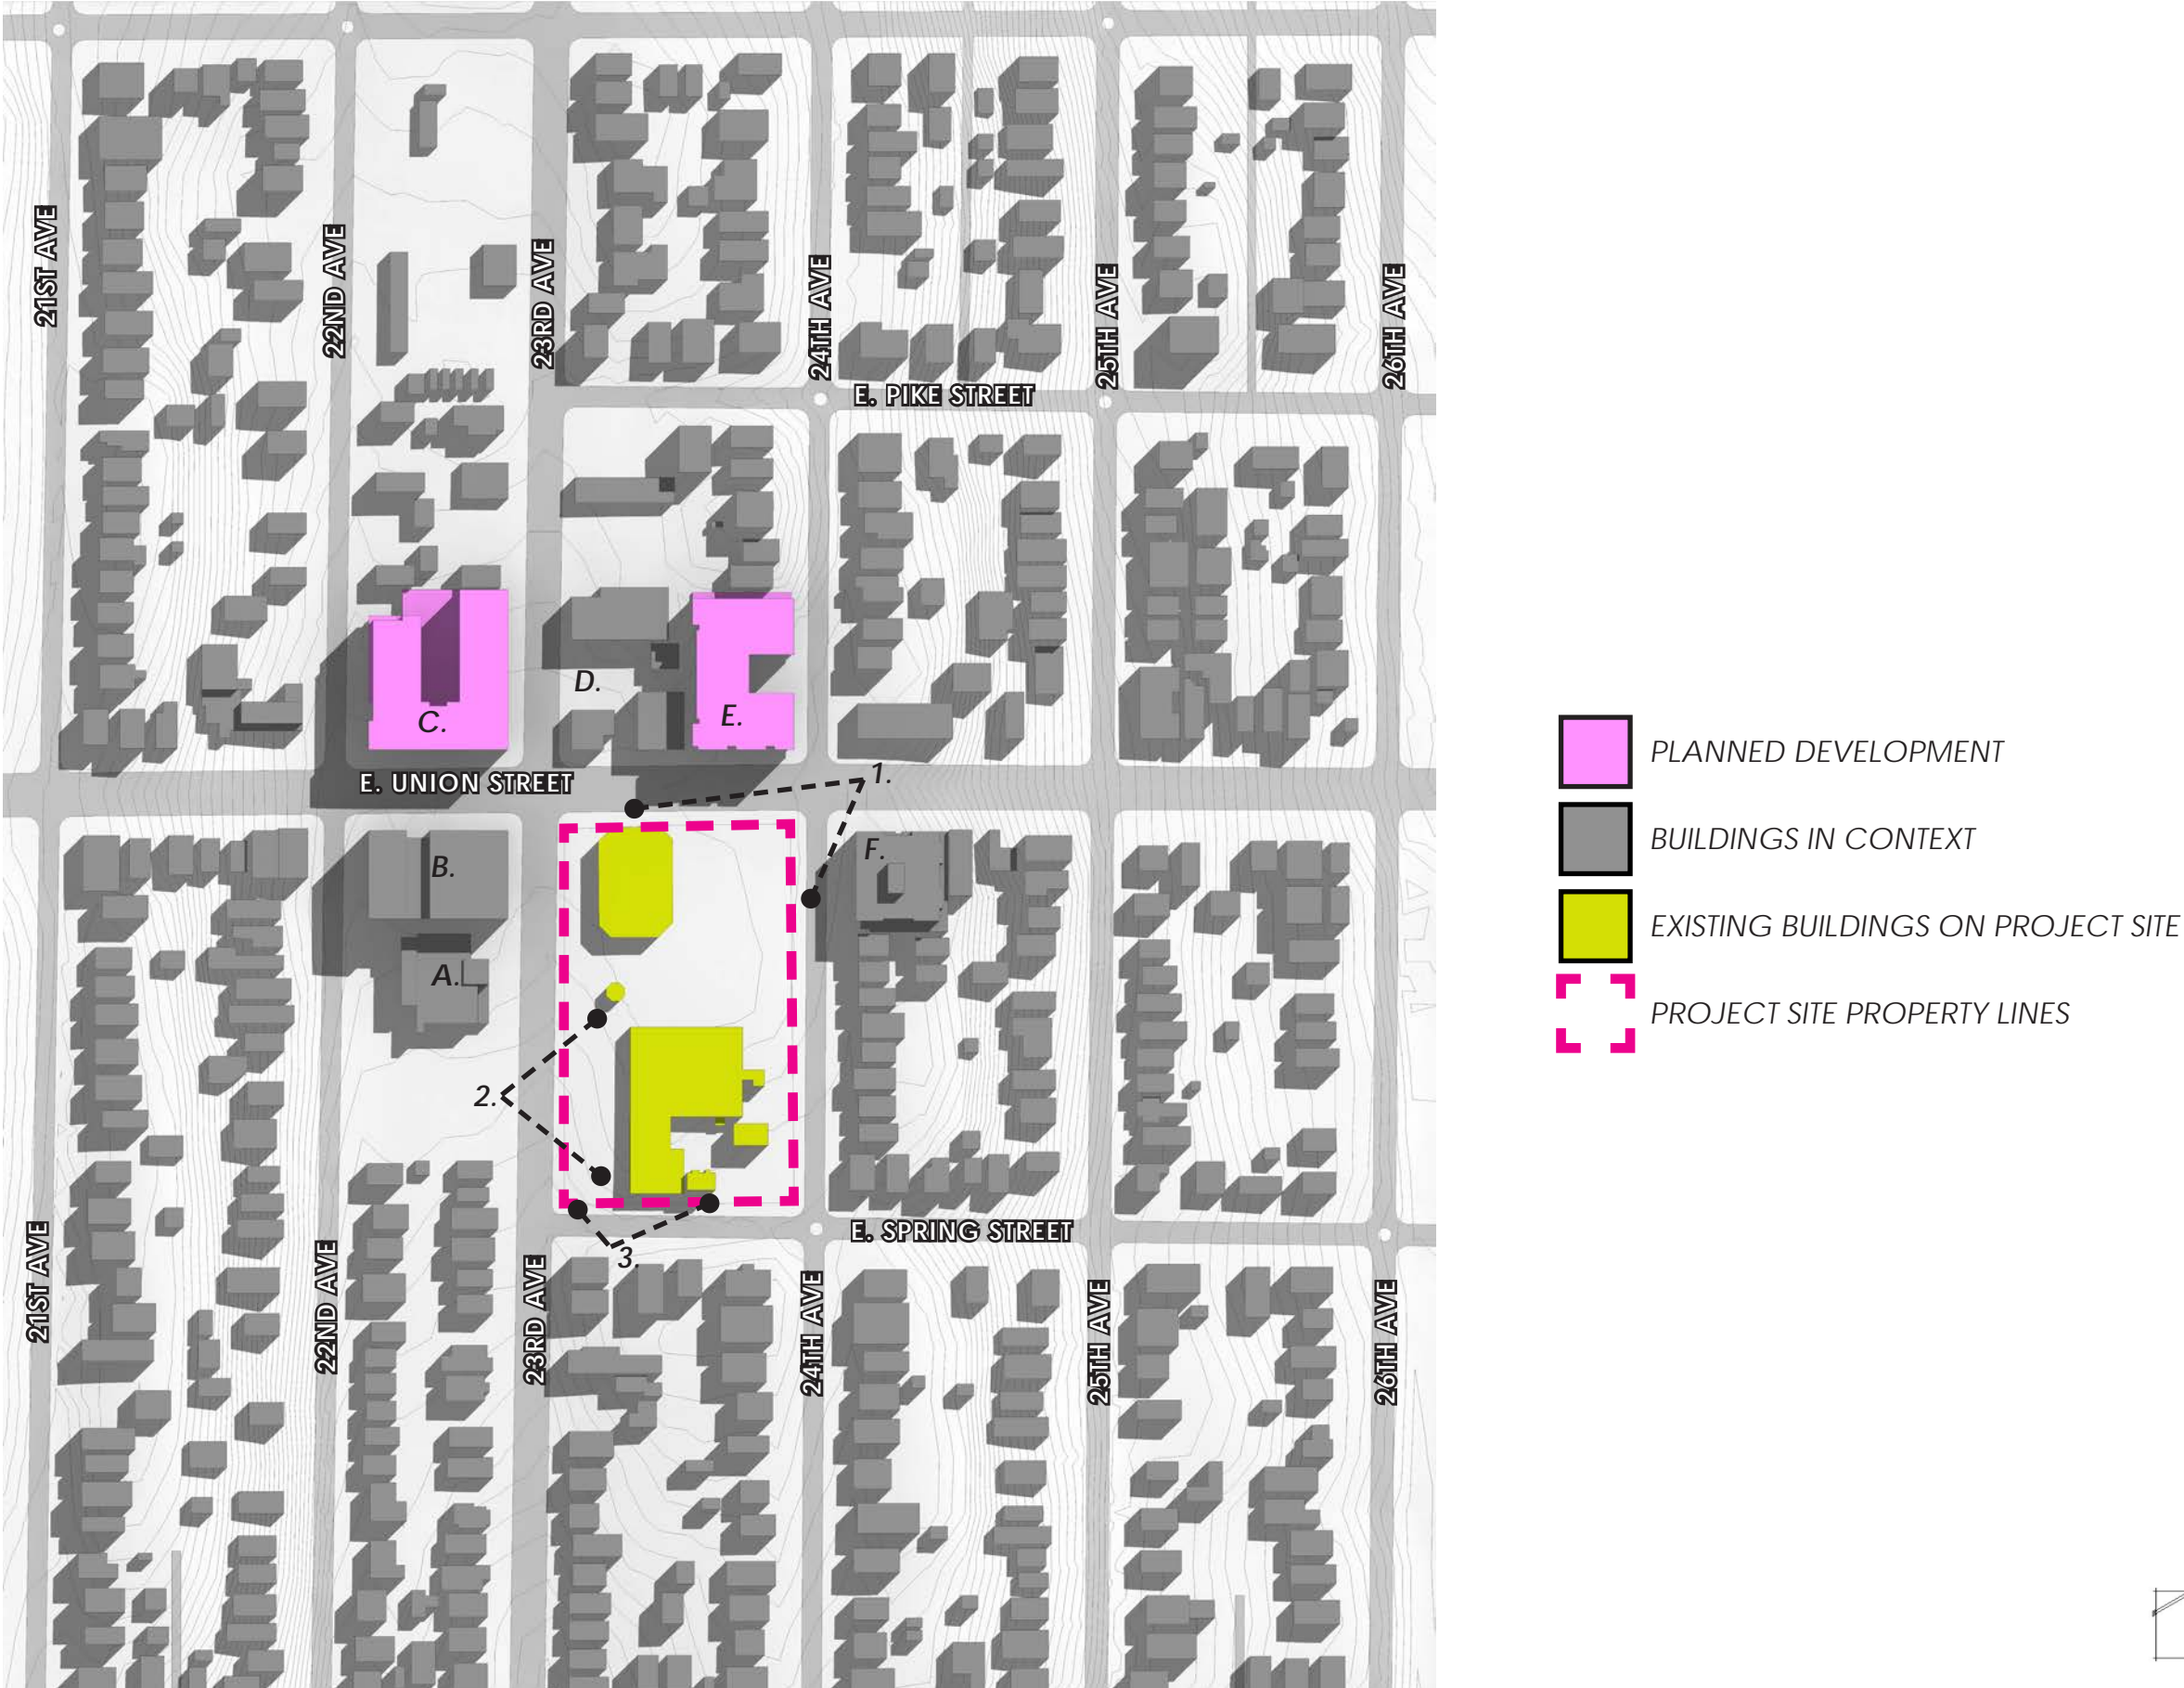 21ST AVE
22ND AVE
23RD AVE
24TH AVE
25TH AVE
26TH AVE
E. PIKE STREET
D.
C.
E.
E. UNION STREET
1.
B.
F.
A.
2.
3.
E. SPRING STREET
21ST AVE
22ND AVE
23RD AVE
24TH AVE
25TH AVE
26TH AVE
PLANNED DEVELOPMENT
BUILDINGS IN CONTEXT
EXISTING BUILDINGS ON PROJECT SITE
PROJECT SITE PROPERTY LINES